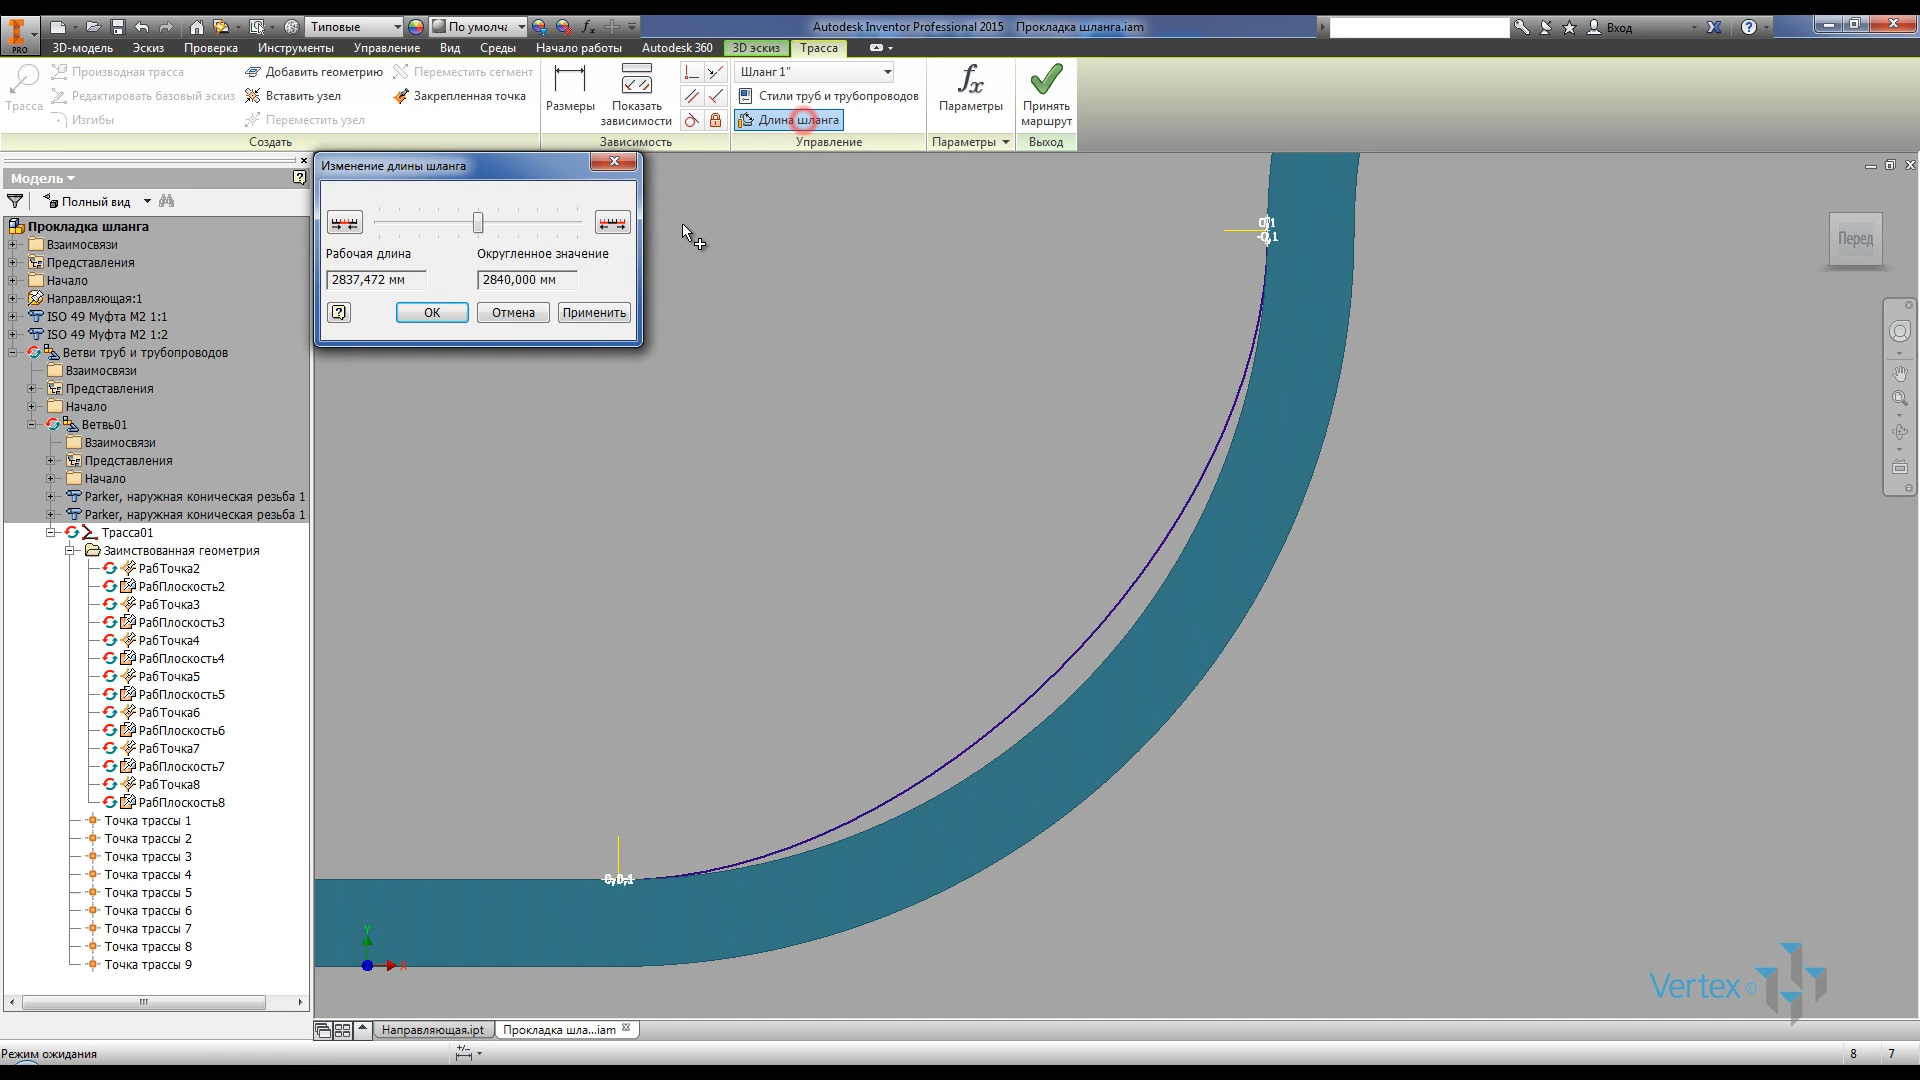 Типовые
По умолча
Autodesk Inventor Professional 2015 Прокладка шланга.iam
Вход
PRO
3D-модель Эскиз Проверка Инструменты Управление Вид Среды Начало работы Autodesk 360 3D эскиз Трасса
Трасса
Производная трасса
Редактировать базовый эскиз
Изгибы
Добавить геометрию
Вставить узел
Переместить узел
Переместить сегмент
Закрепленная точка
Размеры
Показать
зависимости
Шланг 1"
Стили труб и трубопроводов
Длина шланга
fx
Параметры
Принять
маршрут
Создать Зависимость Управление Параметры Выход
Модель
Полный вид
Прокладка шланга
Взаимосвязи
Представления
Начало
Направляющая:1
ISO 49 Муфта M2 1:1
ISO 49 Муфта M2 1:2
Ветви труб и трубопроводов
Взаимосвязи
Представления
Начало
Ветвь01
Взаимосвязи
Представления
Начало
Parker, наружная коническая резьба 1
Parker, наружная коническая резьба 1
Трасса01
Заимствованная геометрия
РабТочка2
РабПлоскость2
РабТочка3
РабПлоскость3
РабТочка4
РабПлоскость4
РабТочка5
РабПлоскость5
РабТочка6
РабПлоскость6
РабТочка7
РабПлоскость7
РабТочка8
РабПлоскость8
Точка трассы 1
Точка трассы 2
Точка трассы 3
Точка трассы 4
Точка трассы 5
Точка трассы 6
Точка трассы 7
Точка трассы 8
Точка трассы 9
Изменение длины шланга
Рабочая длина Округленное значение
2837,472 мм 2840,000 мм
ОК Отмена Применить
Перед
Y
X
Vertex©
Направляющая.ipt Прокладка шла...iam
Режим ожидания
8 7